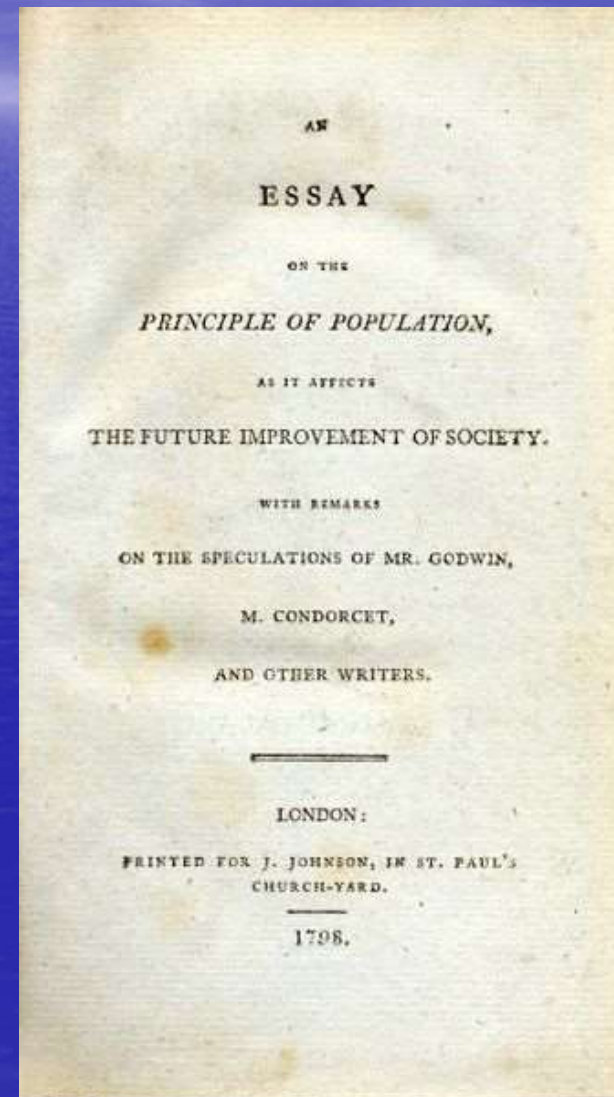 AN
ESSAY
ON THE
PRINCIPLE OF POPULATION,
AS IT AFFECTS
THE FUTURE IMPROVEMENT OF SOCIETY.
WITH REMARKS
ON THE SPECULATIONS OF MR. GODWIN,
M. CONDORCET,
AND OTHER WRITERS.
LONDON:
PRINTED FOR J. JOHNSON, IN ST. PAUL'S
CHURCH-YARD.
1798.